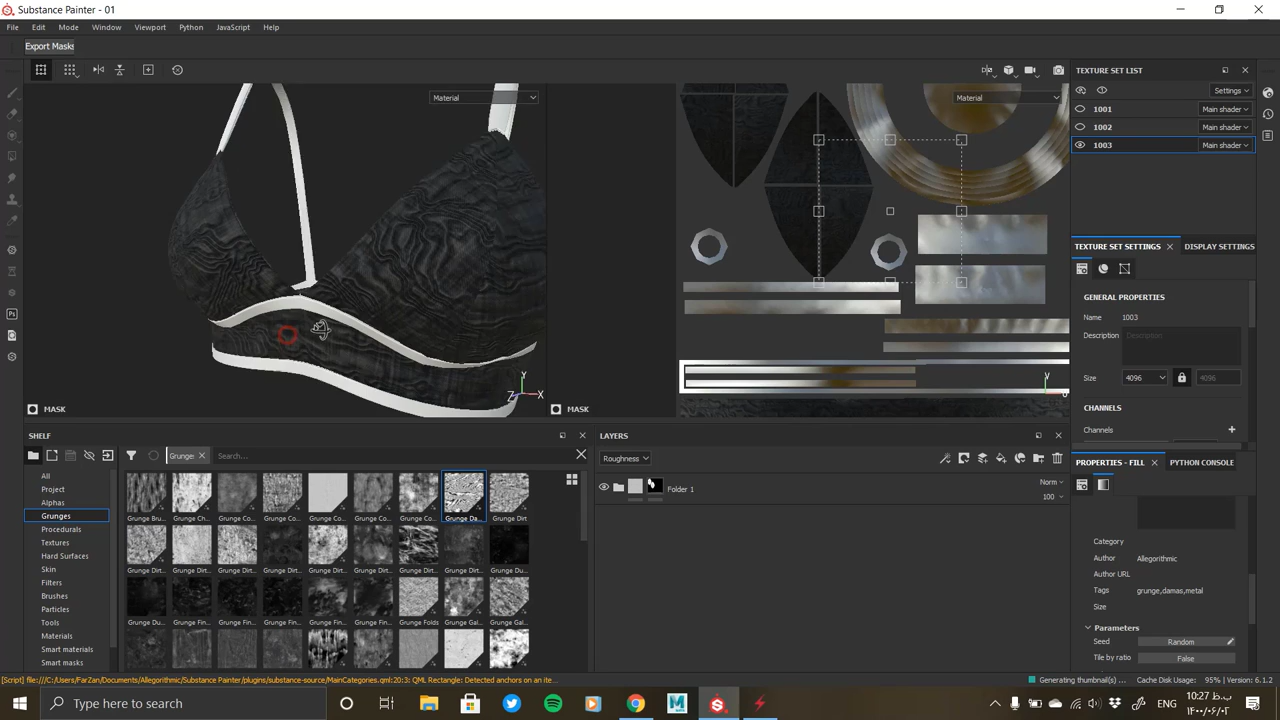 Substance Painter - 01
File Edit Mode Window Viewport Python JavaScript Help
Export Masks
Material
Material
MASK
MASK
TEXTURE SET LIST
Settings
1001 Main shader
1002 Main shader
1003 Main shader
TEXTURE SET SETTINGS DISPLAY SETTINGS
GENERAL PROPERTIES
Name 1003
Description Description
Size 4096 4096
CHANNELS
Channels
PROPERTIES - FILL PYTHON CONSOLE
Category
Author Allegorithmic
Author URL
Tags grunge,damas,metal
Size
Parameters
Seed Random
Tile by ratio False
SHELF
Grunge Search...
All
Project
Alphas
Grunges
Procedurals
Textures
Hard Surfaces
Skin
Filters
Brushes
Particles
Tools
Materials
Smart materials
Smart masks
Grunge Bru... Grunge Ch... Grunge Co... Grunge Co... Grunge Co... Grunge Co... Grunge Co... Grunge Da... Grunge Dirt
Grunge Dirt... Grunge Dirt... Grunge Dirt... Grunge Dirt... Grunge Dirt... Grunge Dirt... Grunge Dirt... Grunge Dirt... Grunge Du...
Grunge Du... Grunge Fin... Grunge Fin... Grunge Fin... Grunge Fin... Grunge Fin... Grunge Folds Grunge Gal... Grunge Gal...
LAYERS
Roughness
Folder 1
Norm
100
[Script] file:///C:/Users/FarZan/Documents/Allegorithmic/Substance Painter/plugins/substance-source/MainCategories.qml:20:3: QML Rectangle: Detected anchors on an ite...
Generating thumbnail(s) ... Cache Disk Usage: 95% | Version: 6.1.2
Type here to search
ENG
10:27 ب.ظ
۱۴۰۰/۰۶/۰۲